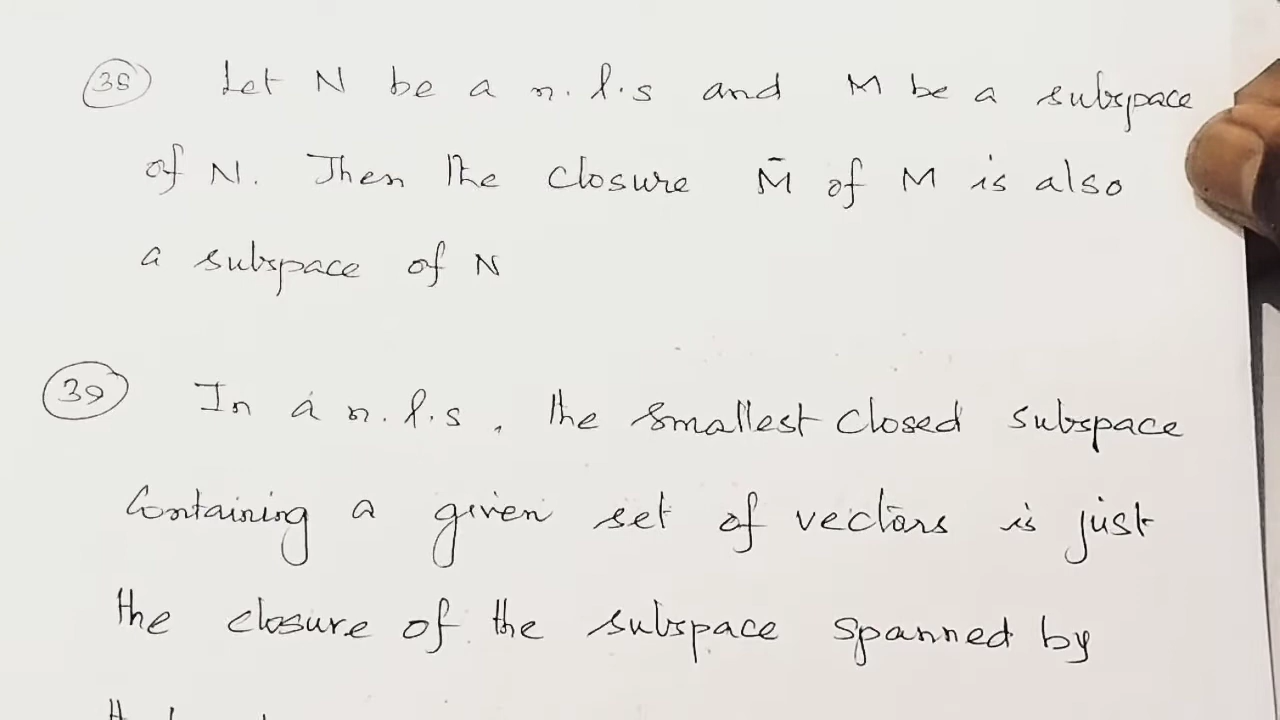 38 Let N be a n.l.s and M be a subspace
of N. Then the closure M̄ of M is also
a subspace of N
39 In a n.l.s, the smallest closed subspace
Containing a given set of vectors is just
the closure of the subspace spanned by